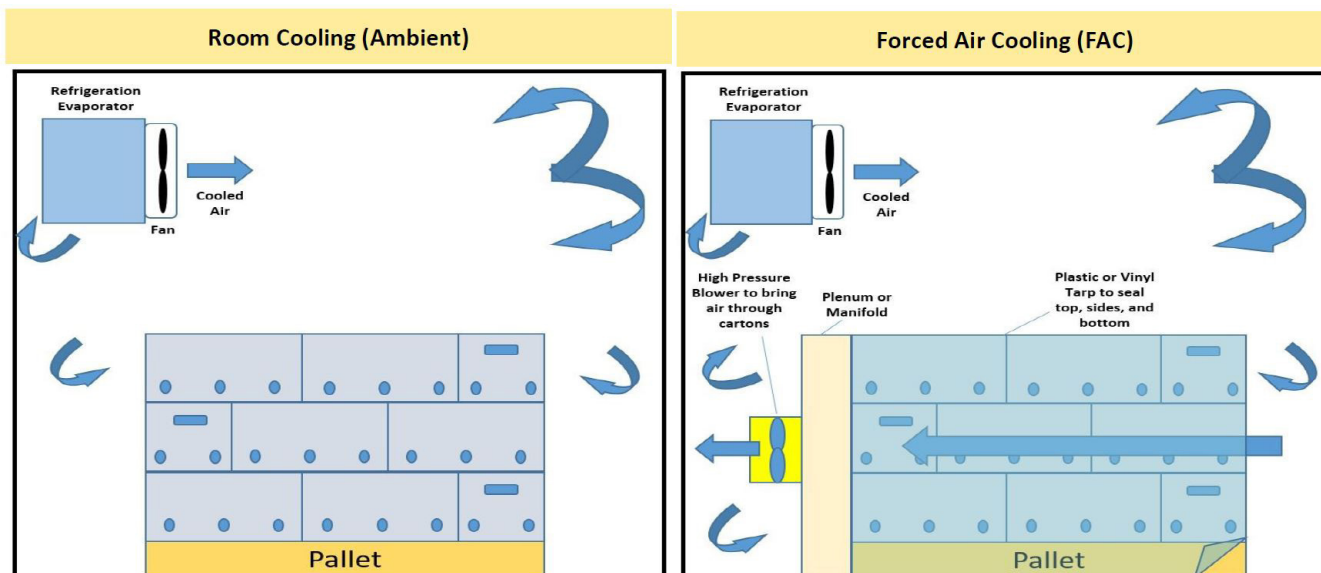 Room Cooling (Ambient)
Refrigeration
Evaporator
Cooled
Air
Fan
Pallet
Forced Air Cooling (FAC)
Refrigeration
Evaporator
Cooled
Air
Fan
High Pressure
Blower to bring
air through
cartons
Plenum or
Manifold
Plastic or Vinyl
Tarp to seal
top, sides, and
bottom
Pallet